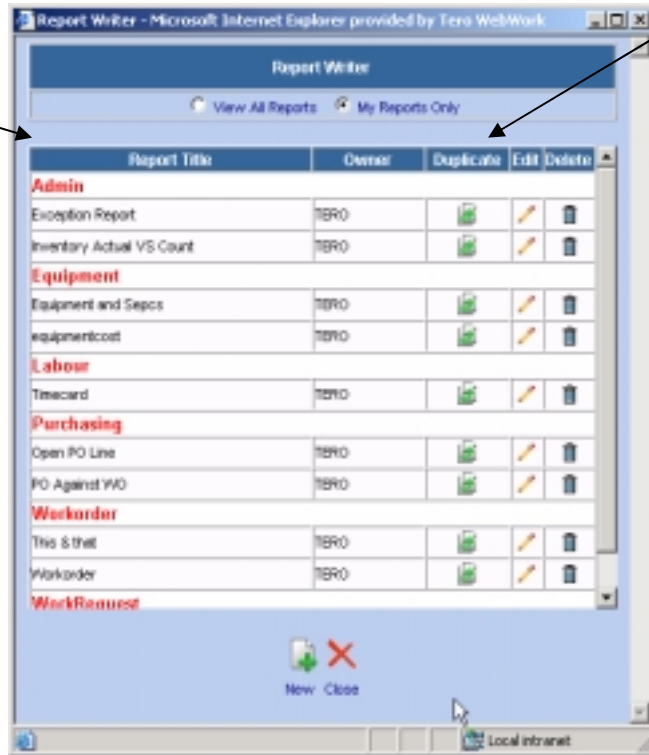 Report Writer - Microsoft Internet Explorer provided by Tero WebWork
Report Writer
View All Reports My Reports Only
Report Title Owner Duplicate Edit Delete
Admin
Exception Report TERO
Inventory Actual VS Count TERO
Equipment
Equipment and Sepcs TERO
equipmentcost TERO
Labour
Timecard TERO
Purchasing
Open PO Line TERO
PO Against WO TERO
Workorder
This & that TERO
Workorder TERO
WorkRequest
New Close
Local intranet